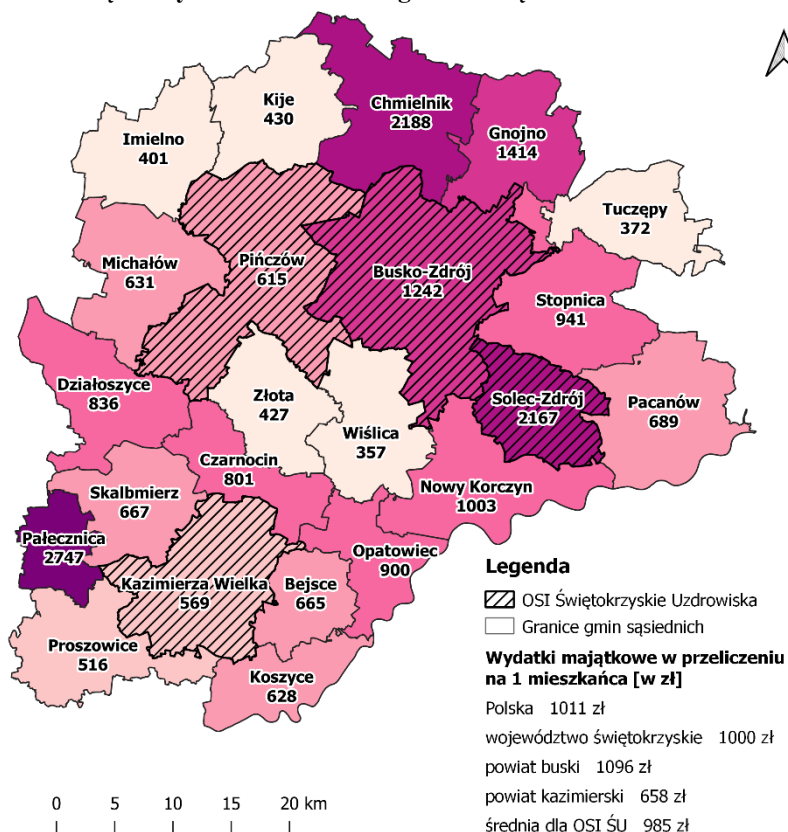 Kije
430
Chmielnik
2188
Gnojno
1414
Imielno
401
Tuczępy
372
Michałów
631
Pińczów
615
Busko-Zdrój
1242
Stopnica
941
Działoszyce
836
Złota
427
Solec-Zdrój
2167
Pacanów
689
Wiślica
357
Czarnocin
801
Skalbmierz
667
Nowy Korczyn
1003
Pałecznica
2747
Opatowiec
900
Kazimierza Wielka
569
Bejsce
665
Proszowice
516
Koszyce
628
Legenda
OSI Świętokrzyskie Uzdrowiska
Granice gmin sąsiednich
Wydatki majątkowe w przeliczeniu
na 1 mieszkańca [w zł]
Polska 1011 zł
województwo świętokrzyskie 1000 zł
powiat buski 1096 zł
powiat kazimierski 658 zł
średnia dla OSI ŚU 985 zł
0 5 10 15 20 km